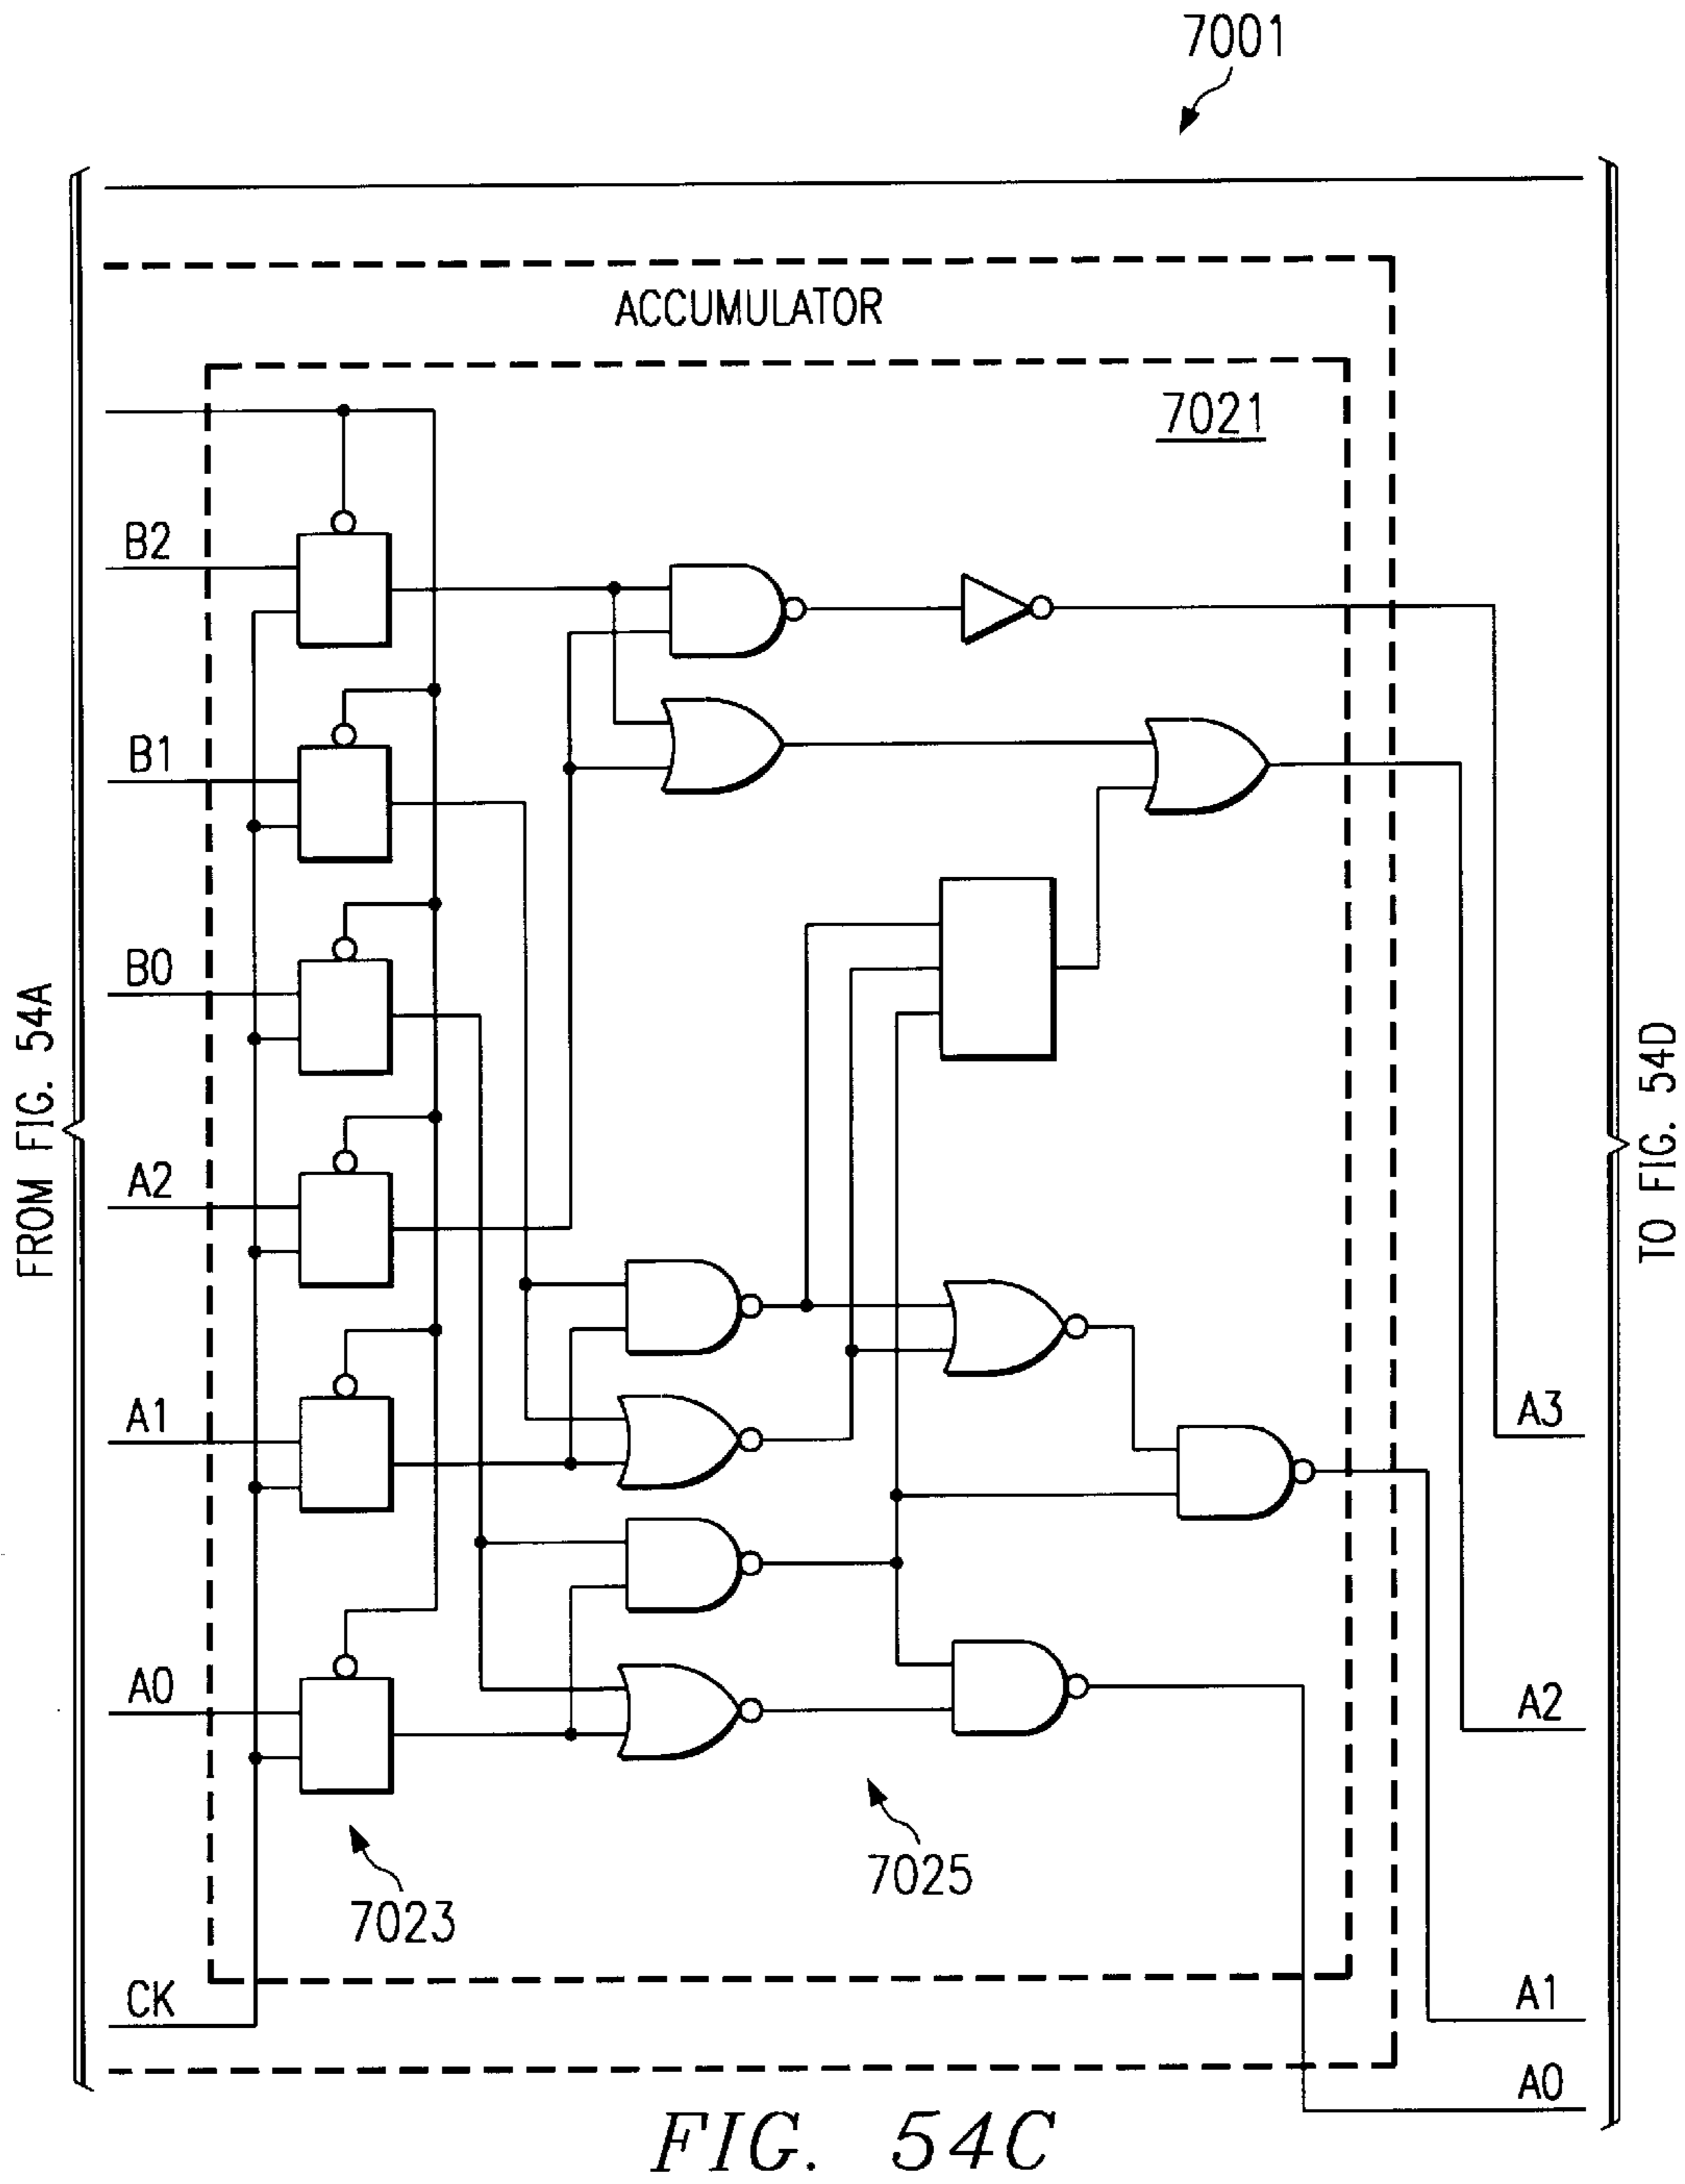 7001
ACCUMULATOR
7021
B2
B1
B0
FROM FIG. 54A
TO FIG. 54D
A2
A1
A3
A0
A2
7025
7023
CK
A1
A0
FIG. 54C